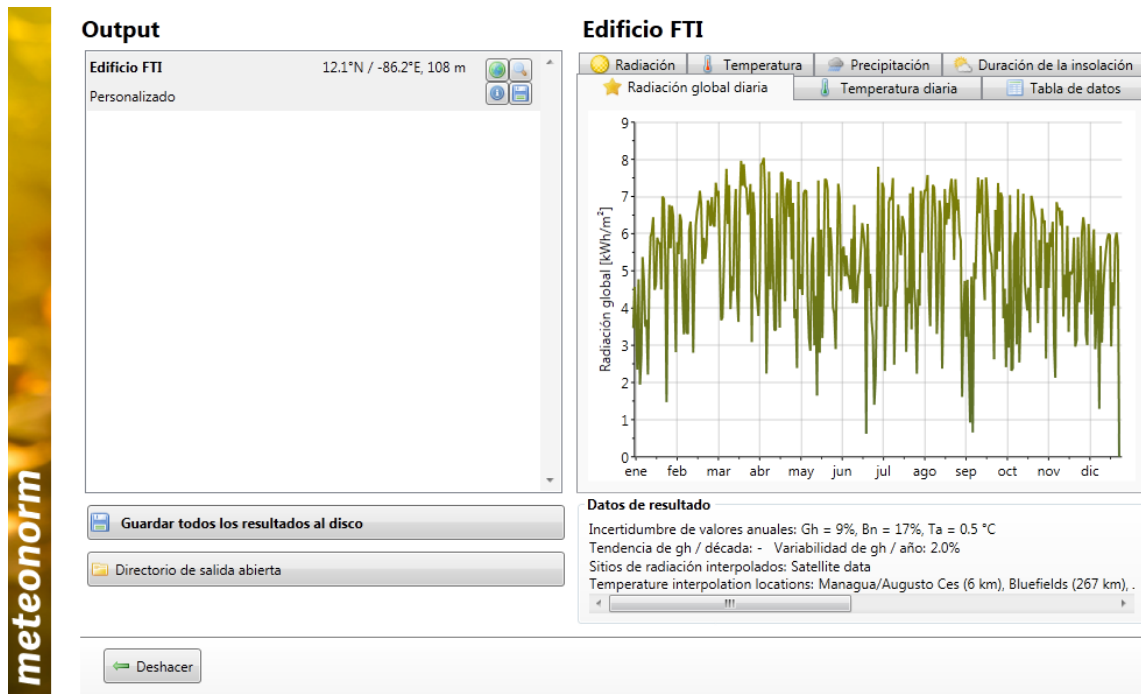 meteonorm
Output
Edificio FTI 12.1°N / -86.2°E, 108 m
Personalizado
Guardar todos los resultados al disco
Directorio de salida abierta
Deshacer
Edificio FTI
Radiación Temperatura Precipitación Duración de la insolación
Radiación global diaria Temperatura diaria Tabla de datos
Radiación global [kWh/m²]
9
8
7
6
5
4
3
2
1
0
ene feb mar abr may jun jul ago sep oct nov dic
Datos de resultado
Incertidumbre de valores anuales: Gh = 9%, Bn = 17%, Ta = 0.5 °C
Tendencia de gh / década: - Variabilidad de gh / año: 2.0%
Sitios de radiación interpolados: Satellite data
Temperature interpolation locations: Managua/Augusto Ces (6 km), Bluefields (267 km), .